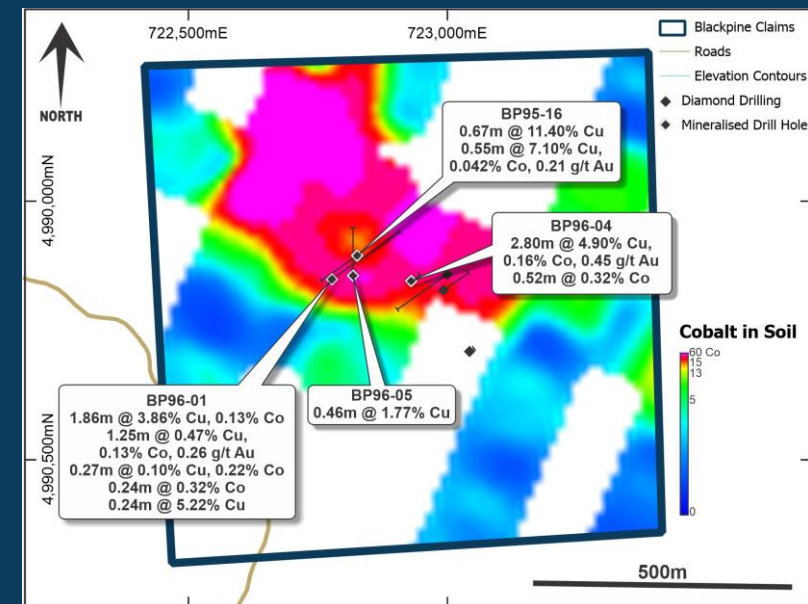 722,500mE
723,000mE
NORTH
4,990,000mN
4,990,500mN
Blackpine Claims
Roads
Elevation Contours
Diamond Drilling
Mineralised Drill Hole
BP95-16
0.67m @ 11.40% Cu
0.55m @ 7.10% Cu,
0.042% Co, 0.21 g/t Au
BP96-04
2.80m @ 4.90% Cu,
0.16% Co, 0.45 g/t Au
0.52m @ 0.32% Co
BP96-01
1.86m @ 3.86% Cu, 0.13% Co
1.25m @ 0.47% Cu,
0.13% Co, 0.26 g/t Au
0.27m @ 0.10% Cu, 0.22% Co
0.24m @ 0.32% Co
0.24m @ 5.22% Cu
BP96-05
0.46m @ 1.77% Cu
Cobalt in Soil
60 Co
15
13
5
0
500m